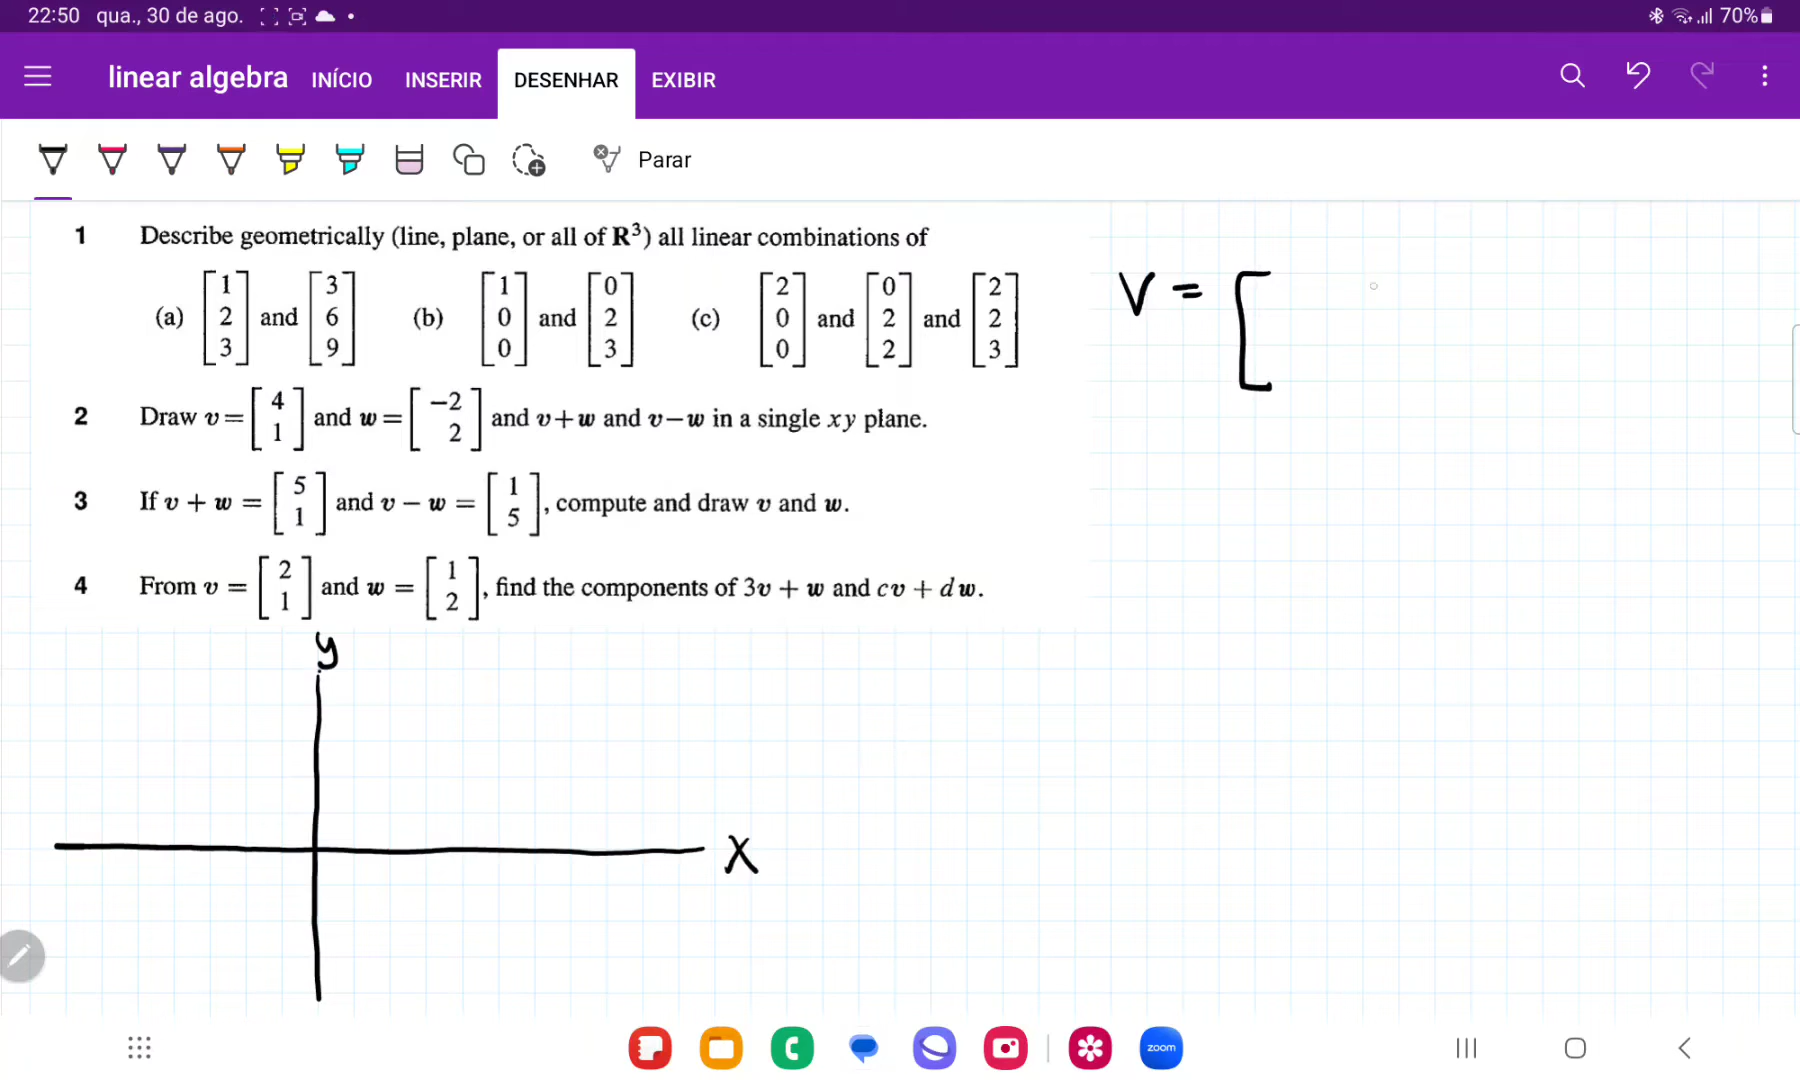 22:50 qua., 30 de ago. 70%
linear algebra INÍCIO INSERIR DESENHAR EXIBIR
Parar
1 Describe geometrically (line, plane, or all of R³) all linear combinations of
(a) [1 2 3] and [3 6 9] (b) [1 0 0] and [0 2 3] (c) [2 0 0] and [0 2 2] and [2 2 3]
2 Draw v = [4 1] and w = [−2 2] and v+w and v−w in a single xy plane.
3 If v + w = [5 1] and v − w = [1 5], compute and draw v and w.
4 From v = [2 1] and w = [1 2], find the components of 3v + w and cv + dw.
V = [
y
X
zoom